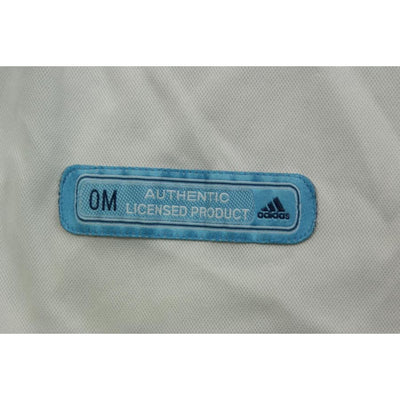 OM
AUTHENTIC
LICENSED PRODUCT
adidas